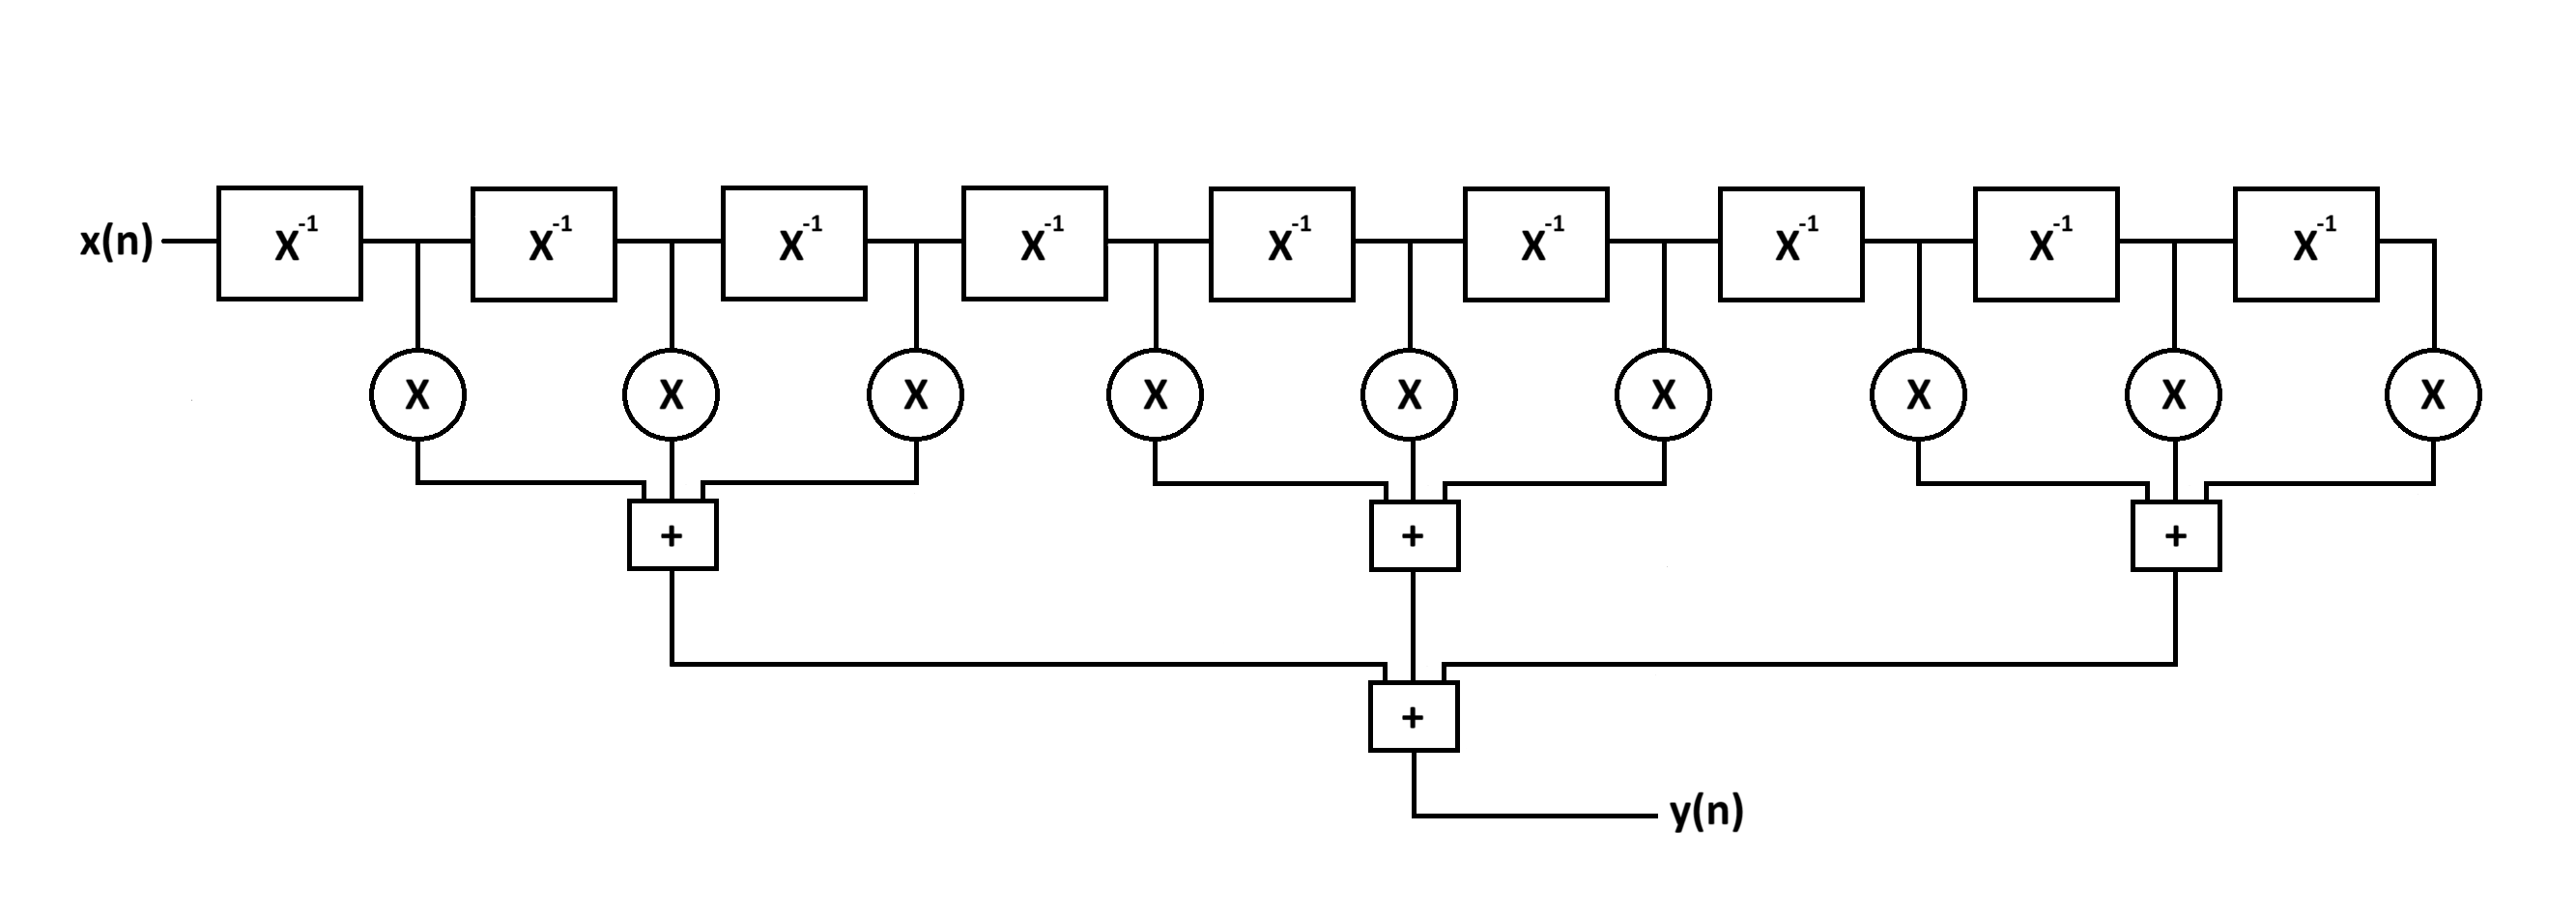 x(n) X⁻¹ X⁻¹ X⁻¹ X⁻¹ X⁻¹ X⁻¹ X⁻¹ X⁻¹ X⁻¹
X X X X X X X X X
+ + +
+
y(n)